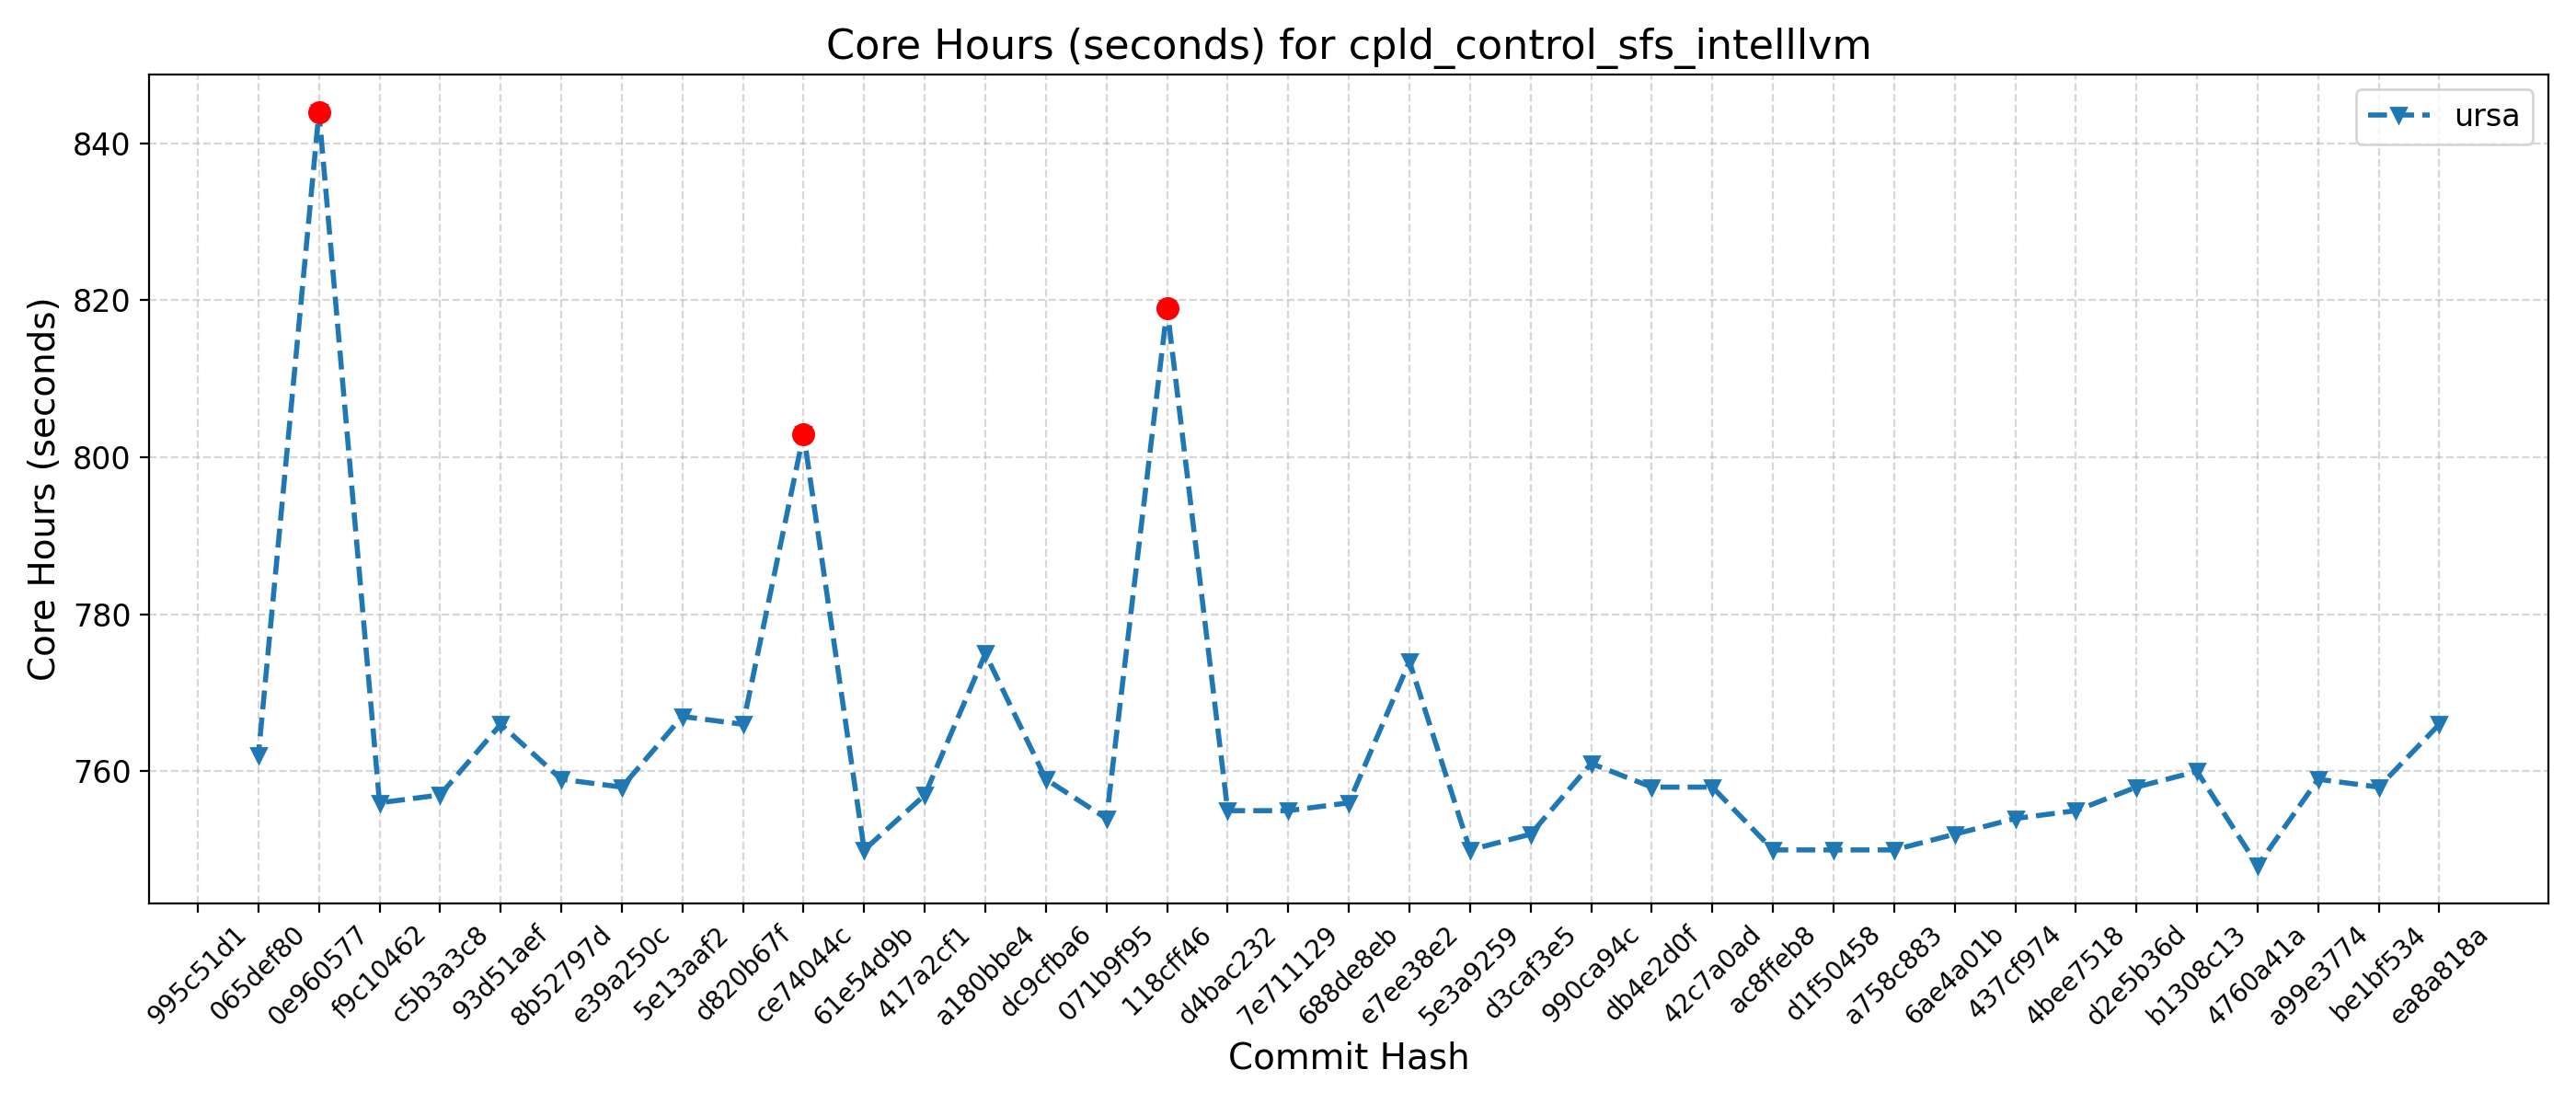 Core Hours (seconds) for cpld_control_sfs_intelllvm
ursa
Core Hours (seconds)
840
820
800
780
760
995c51d1
065def80
0e960577
f9c10462
c5b3a3c8
93d51aef
8b52797d
e39a250c
5e13aaf2
d820b67f
ce74044c
61e54d9b
417a2cf1
a180bbe4
dc9cfba6
071b9f95
118cff46
d4bac232
7e711129
688de8eb
e7ee38e2
5e3a9259
d3caf3e5
990ca94c
db4e2d0f
42c7a0ad
ac8ffeb8
d1f50458
a758c883
6ae4a01b
437cf974
4bee7518
d2e5b36d
b1308c13
4760a41a
a99e3774
be1bf534
ea8a818a
Commit Hash